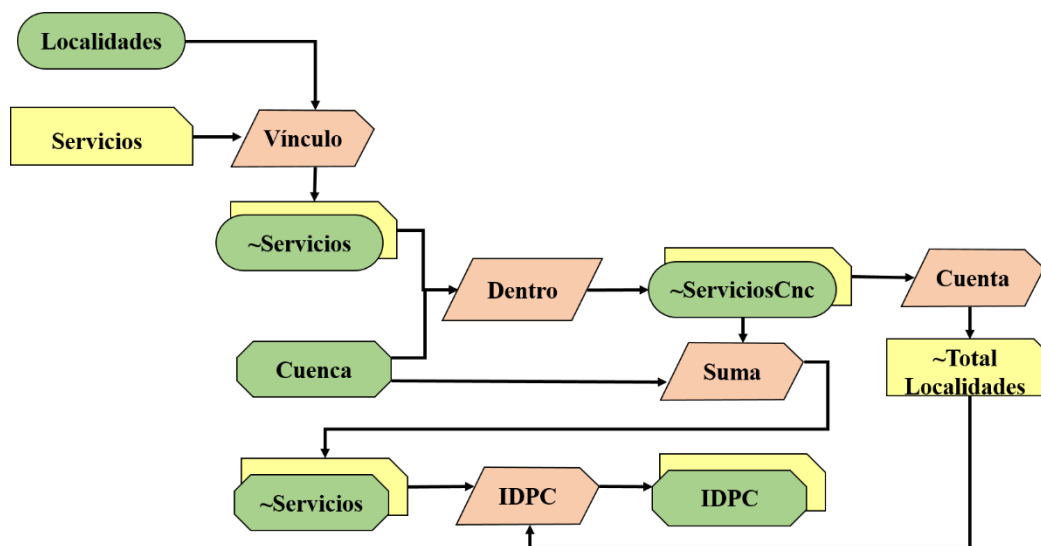 Localidades
Servicios
Vínculo
~Servicios
Dentro
~ServiciosCnc
Cuenta
Cuenca
Suma
~Total
Localidades
~Servicios
IDPC
IDPC